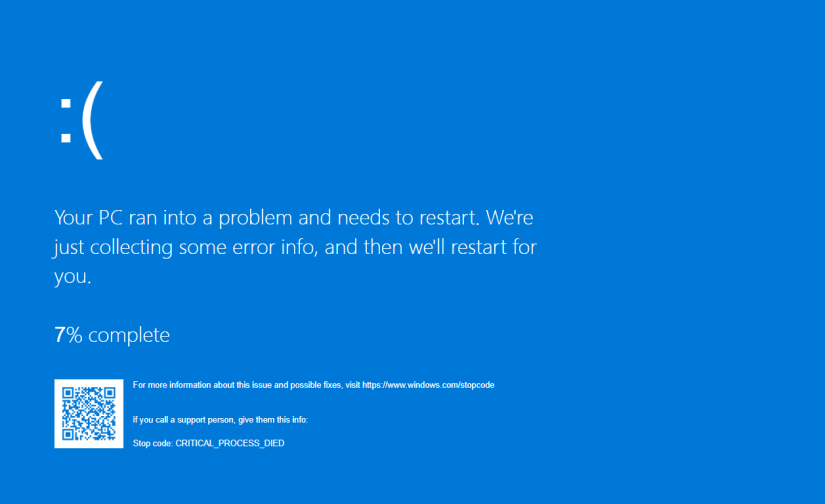 :(
Your PC ran into a problem and needs to restart. We're
just collecting some error info, and then we'll restart for
you.
7% complete
For more information about this issue and possible fixes, visit https://www.windows.com/stopcode
if you call a support person, give them this info:
Stop code: CRITICAL_PROCESS_DIED